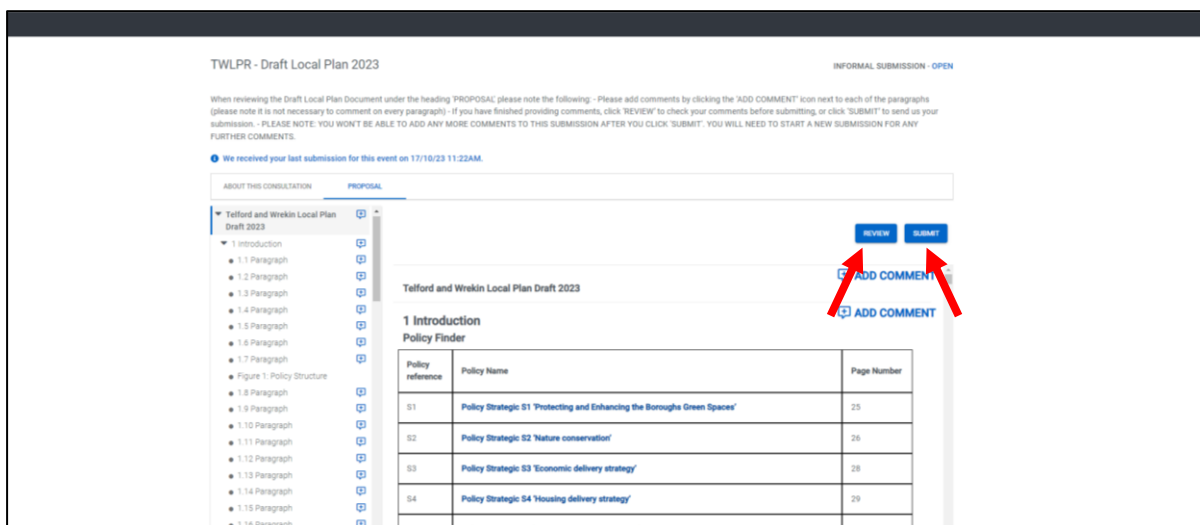 TWLPR - Draft Local Plan 2023
INFORMAL SUBMISSION - OPEN
When reviewing the Draft Local Plan Document under the heading 'PROPOSAL' please note the following: - Please add comments by clicking the 'ADD COMMENT' icon next to each of the paragraphs
(please note it is not necessary to comment on every paragraph) - If you have finished providing comments, click 'REVIEW' to check your comments before submitting, or click 'SUBMIT' to send us your
submission. - PLEASE NOTE: YOU WON'T BE ABLE TO ADD ANY MORE COMMENTS TO THIS SUBMISSION AFTER YOU CLICK 'SUBMIT'. YOU WILL NEED TO START A NEW SUBMISSION FOR ANY
FURTHER COMMENTS.
We received your last submission for this event on 17/10/23 11:22AM.
ABOUT THIS CONSULTATION
PROPOSAL
Telford and Wrekin Local Plan
Draft 2023
1 Introduction
1.1 Paragraph
1.2 Paragraph
1.3 Paragraph
1.4 Paragraph
1.5 Paragraph
1.6 Paragraph
1.7 Paragraph
Figure 1: Policy Structure
1.8 Paragraph
1.9 Paragraph
1.10 Paragraph
1.11 Paragraph
1.12 Paragraph
1.13 Paragraph
1.14 Paragraph
1.15 Paragraph
1.16 Paragraph
REVIEW
SUBMIT
ADD COMMENT
Telford and Wrekin Local Plan Draft 2023
ADD COMMENT
1 Introduction
Policy Finder
Policy reference Policy Name Page Number
S1 Policy Strategic S1 'Protecting and Enhancing the Boroughs Green Spaces' 25
S2 Policy Strategic S2 'Nature conservation' 26
S3 Policy Strategic S3 'Economic delivery strategy' 28
S4 Policy Strategic S4 'Housing delivery strategy' 29